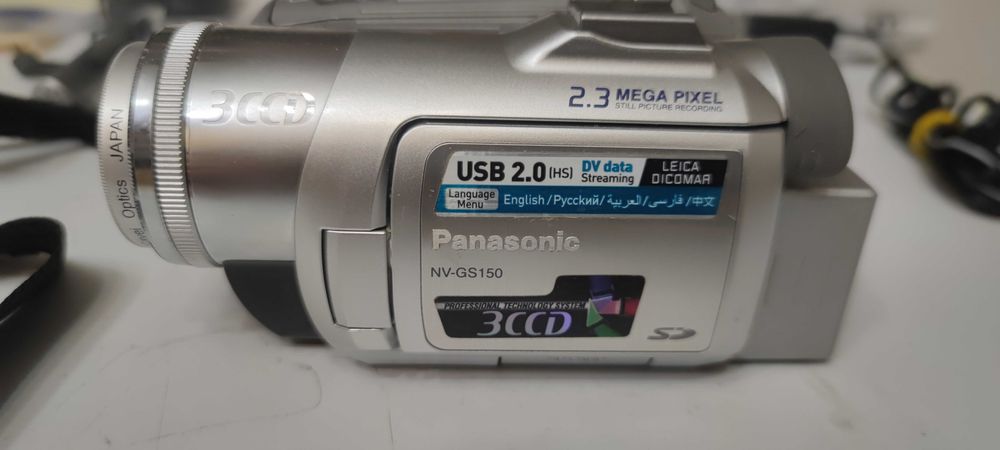 3CCD
Optics JAPAN
2.3 MEGA PIXEL
STILL PICTURE RECORDING
USB 2.0 (HS) DV data Streaming LEICA DICOMAR
Language Menu English/Русский/العربية/فارسی/中文
Panasonic
NV-GS150
PROFESSIONAL TECHNOLOGY SYSTEM
3CCD
SD